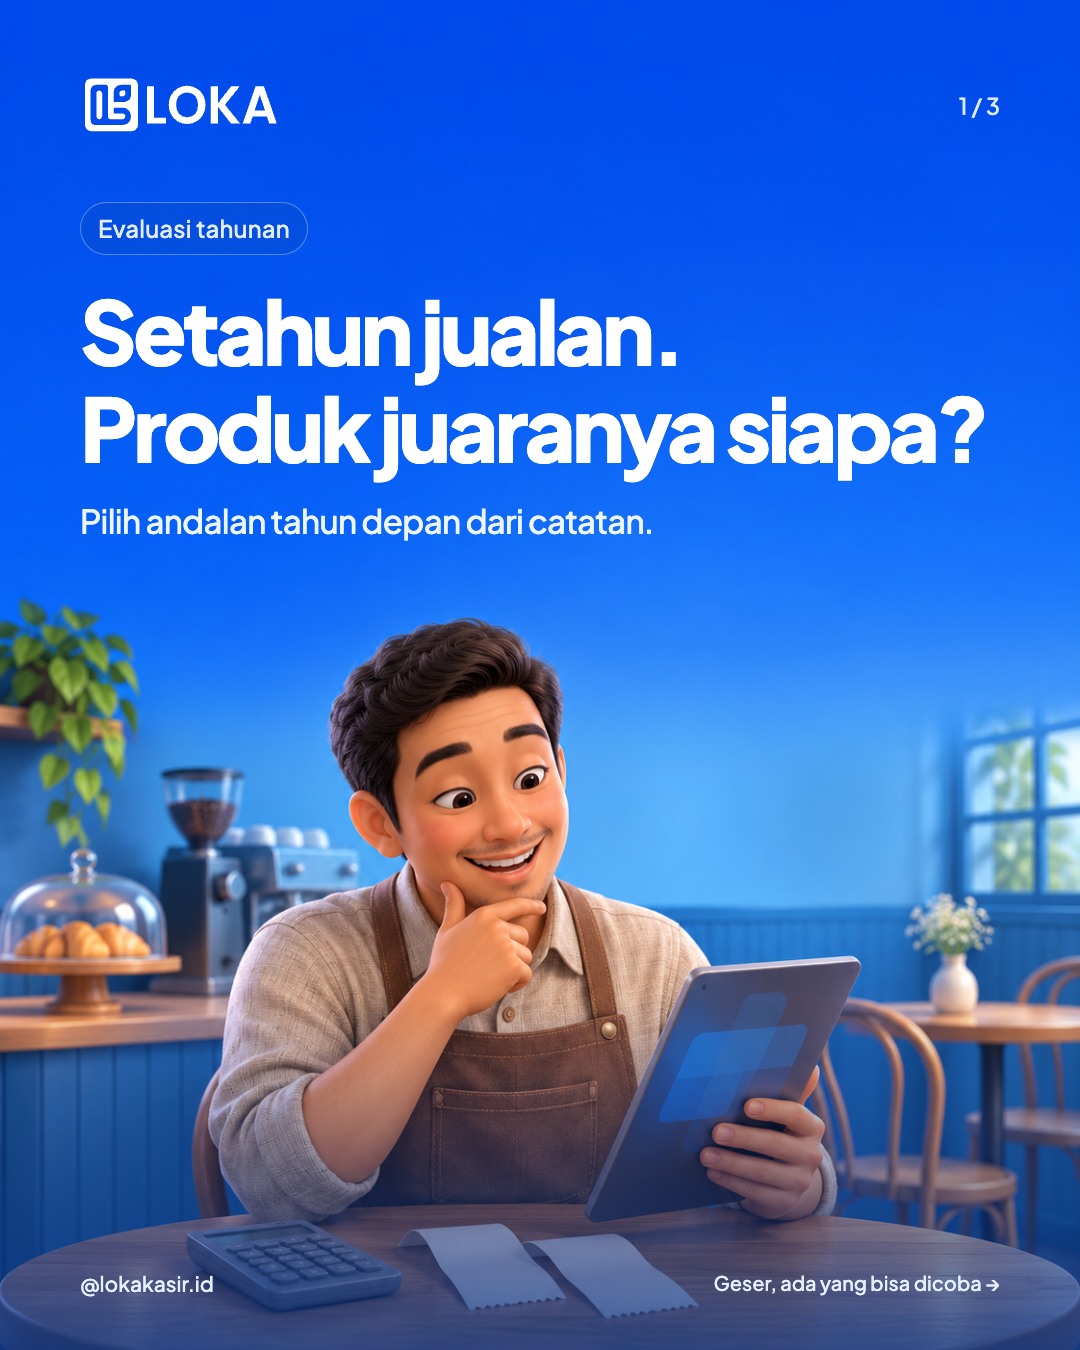 LOKA
1/3
Evaluasi tahunan
Setahun jualan.
Produk juaranya siapa?
Pilih andalan tahun depan dari catatan.
@lokakasir.id
Geser, ada yang bisa dicoba →